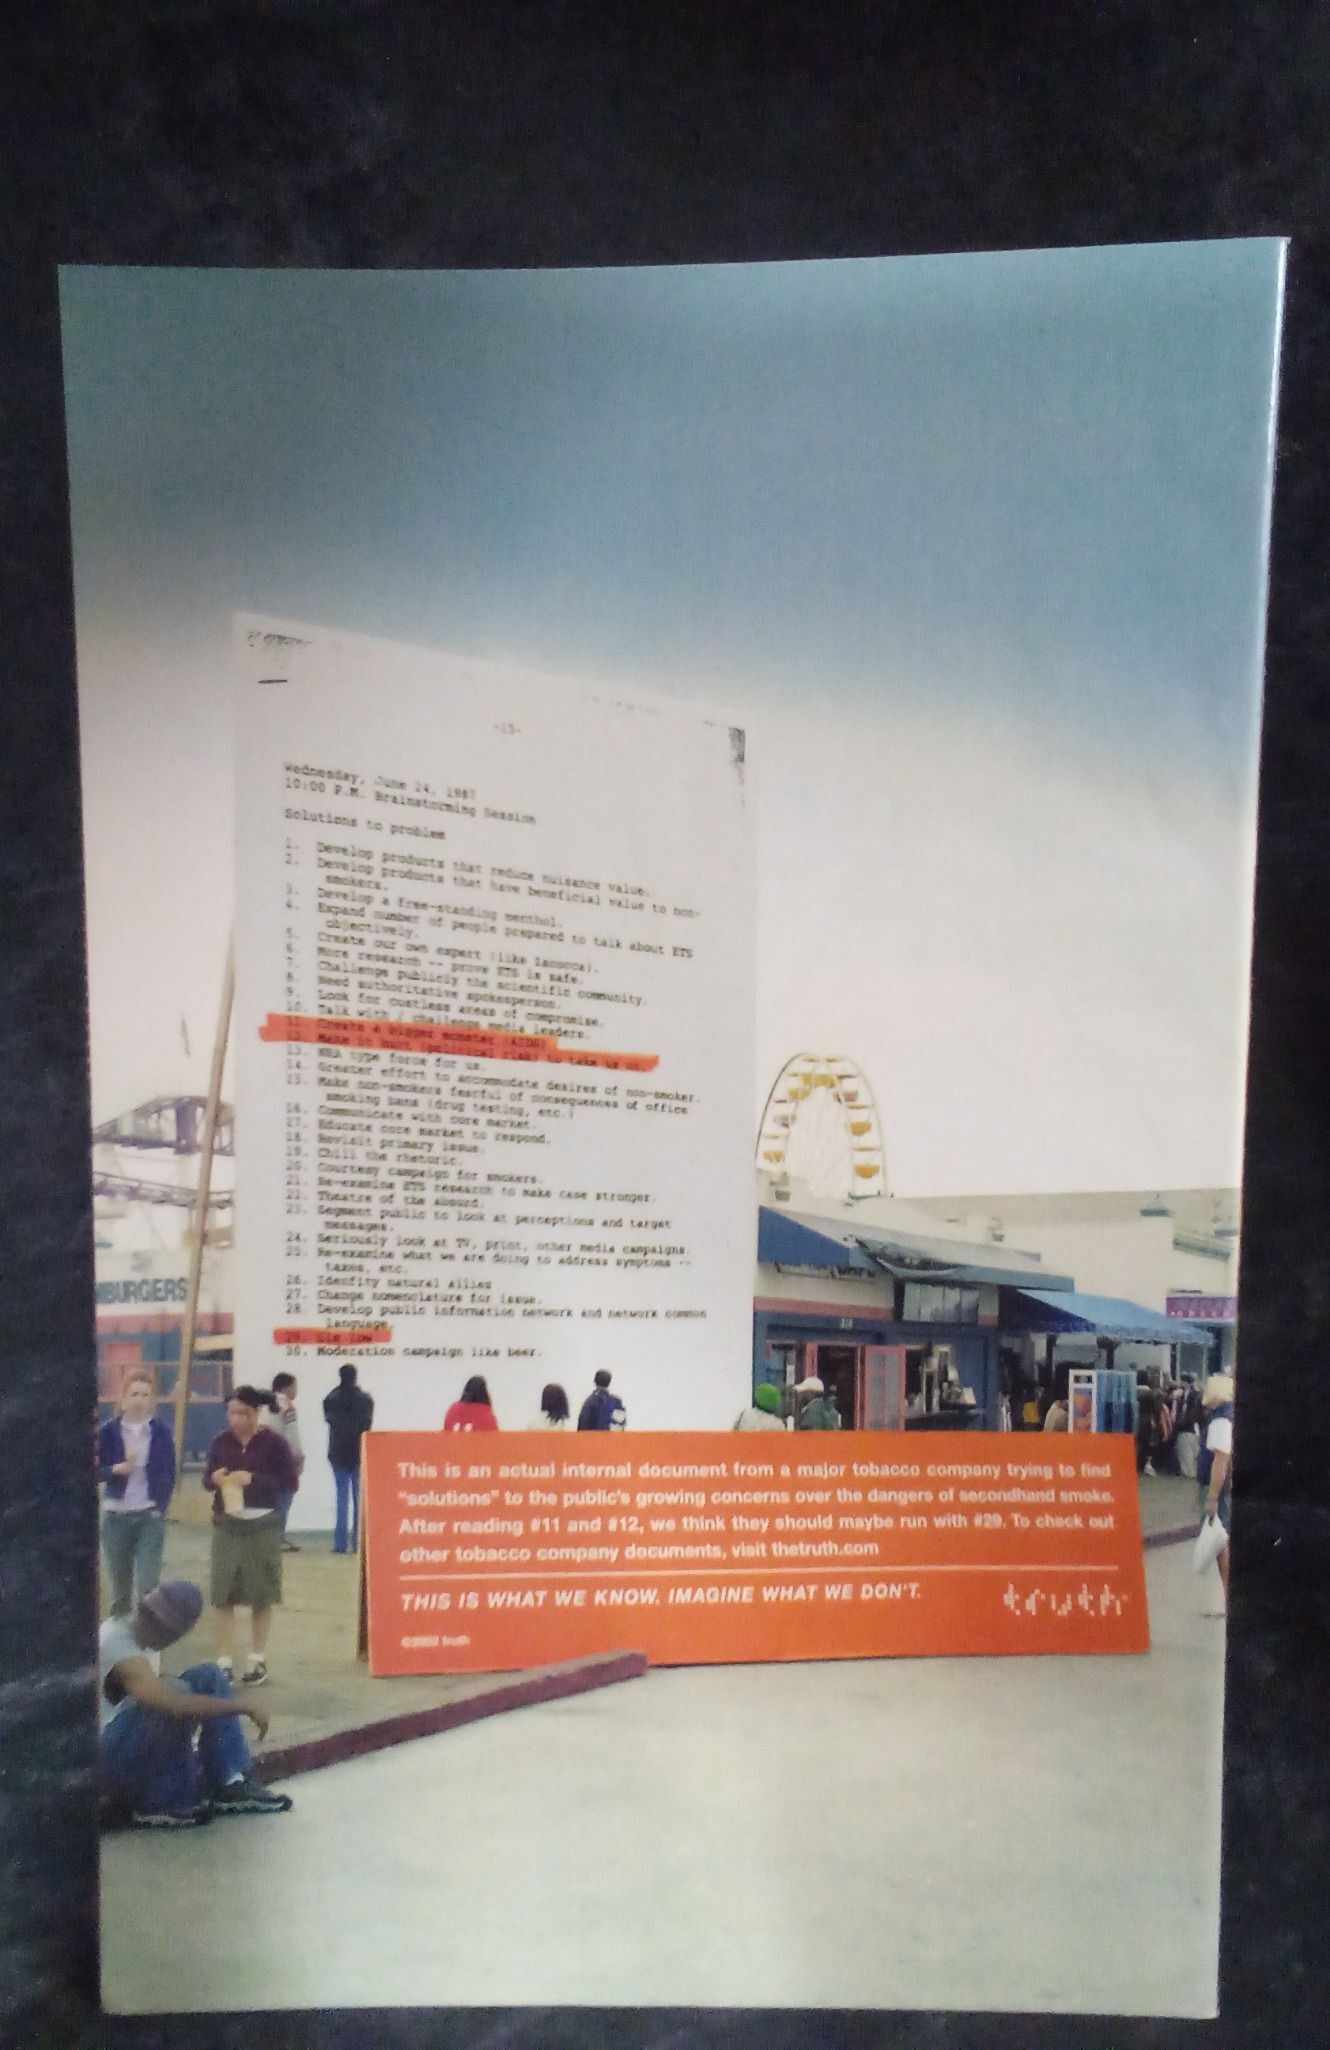 -15-
Wednesday, June 24, 1987
10:00 P.M. Brainstorming Session
Solutions to problem
1. Develop products that reduce nuisance value.
2. Develop products that have beneficial value to non-
smokers.
3. Develop a free-standing menthol.
4. Expand number of people prepared to talk about ETS
objectively.
5. Create our own expert (like Iacocca).
6. More research -- prove ETS is safe.
7. Challenge publicly the scientific community.
8. Need authoritative spokesperson.
9. Look for costless areas of compromise.
10. Talk with / challenge media leaders.
11. Create a bigger monster (AIDS)
12. Make it hurt (political risk) to take us on.
13. NRA type force for us.
14. Greater effort to accommodate desires of non-smoker.
15. Make non-smokers fearful of consequences of office
smoking bans (drug testing, etc.)
16. Communicate with core market.
17. Educate core market to respond.
18. Revisit primary issue.
19. Chill the rhetoric.
20. Courtesy campaign for smokers.
21. Re-examine ETS research to make case stronger.
22. Theatre of the absurd.
23. Segment public to look at perceptions and target
messages.
24. Seriously look at TV, print, other media campaigns.
25. Re-examine what we are doing to address symptoms --
taxes, etc.
26. Identify natural allies
27. Change nomenclature for issue.
28. Develop public information network and network common
language.
29. Lie low
30. Moderation campaign like beer.
MBURGERS
This is an actual internal document from a major tobacco company trying to find
"solutions" to the public's growing concerns over the dangers of secondhand smoke.
After reading #11 and #12, we think they should maybe run with #29. To check out
other tobacco company documents, visit thetruth.com
THIS IS WHAT WE KNOW. IMAGINE WHAT WE DON'T.
©2002 truth